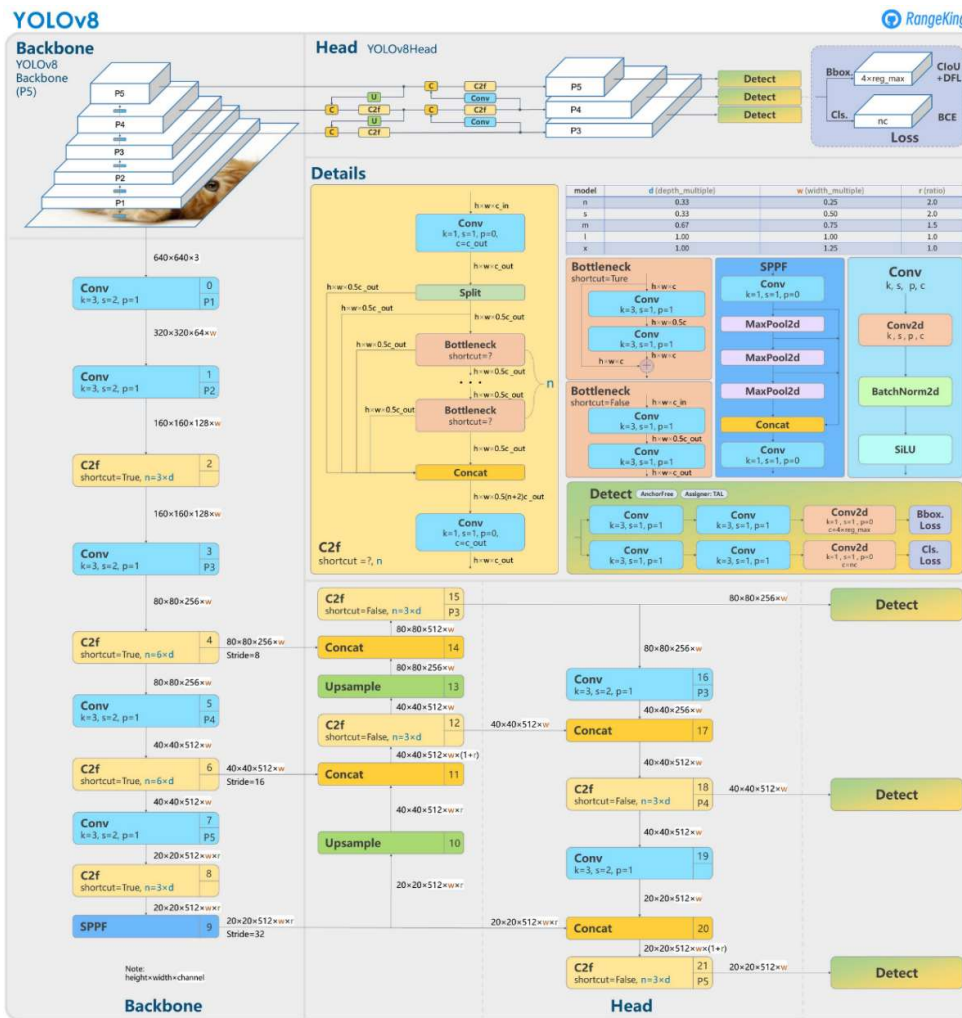 YOLOv8
RangeKing
Backbone
YOLOv8
Backbone
(P5)
P5
P4
P3
P2
P1
Head YOLOv8Head
U
U
C
C
C
C
C2f
C2f
C2f
Conv
C2f
Conv
P5
P4
P3
Detect
Detect
Detect
Bbox.
4×reg_max
CIoU
+DFL
Cls.
nc
BCE
Loss
Details
h×w×c_in
Conv
k=1, s=1, p=0,
c=c_out
h×w×c_out
Split
h×w×0.5c_out
h×w×0.5c_out
h×w×0.5c_out
Bottleneck
shortcut=?
h×w×0.5c_out
h×w×0.5c_out
. . .
n
h×w×0.5c_out
h×w×0.5c_out
Bottleneck
shortcut=?
h×w×0.5c_out
Concat
h×w×0.5(n+2)c_out
Conv
k=1, s=1, p=0,
c=c_out
h×w×c_out
C2f
shortcut =?, n
model d (depth_multiple) w (width_multiple) r (ratio)
n 0.33 0.25 2.0
s 0.33 0.50 2.0
m 0.67 0.75 1.5
l 1.00 1.00 1.0
x 1.00 1.25 1.0
Bottleneck
shortcut=Ture
h×w×c
Conv
k=3, s=1, p=1
h×w×0.5c
Conv
k=3, s=1, p=1
h×w×c
h×w×c
Bottleneck
shortcut=False
h×w×c_in
Conv
k=3, s=1, p=1
h×w×0.5c_out
Conv
k=3, s=1, p=1
h×w×c_out
SPPF
Conv
k=1, s=1, p=0
MaxPool2d
MaxPool2d
MaxPool2d
Concat
Conv
k=1, s=1, p=0
Conv
k, s, p, c
Conv2d
k, s, p, c
BatchNorm2d
SiLU
Detect AnchorFree Assigner: TAL
Conv
k=3, s=1, p=1
Conv
k=3, s=1, p=1
Conv2d
k=1, s=1, p=0
c=4×reg_max
Bbox.
Loss
Conv
k=3, s=1, p=1
Conv
k=3, s=1, p=1
Conv2d
k=1, s=1, p=0
c=nc
Cls.
Loss
640×640×3
Conv 0
k=3, s=2, p=1 P1
320×320×64×w
Conv 1
k=3, s=2, p=1 P2
160×160×128×w
C2f 2
shortcut=True, n=3×d
160×160×128×w
Conv 3
k=3, s=2, p=1 P3
80×80×256×w
C2f 4
shortcut=True, n=6×d
80×80×256×w
Stride=8
80×80×256×w
Conv 5
k=3, s=2, p=1 P4
40×40×512×w
C2f 6
shortcut=True, n=6×d
40×40×512×w
Stride=16
40×40×512×w
Conv 7
k=3, s=2, p=1 P5
20×20×512×w×r
C2f 8
shortcut=True, n=3×d
20×20×512×w×r
SPPF 9
20×20×512×w×r
Stride=32
Note:
height×width×channel
Backbone
C2f 15
shortcut=False, n=3×d P3
80×80×512×w
Concat 14
80×80×256×w
Upsample 13
40×40×512×w
C2f 12
shortcut=False, n=3×d
40×40×512×w
40×40×512×w×(1+r)
Concat 11
40×40×512×w×r
Upsample 10
20×20×512×w×r
80×80×256×w
Detect
80×80×256×w
Conv 16
k=3, s=2, p=1 P3
40×40×256×w
Concat 17
40×40×512×w
C2f 18
shortcut=False, n=3×d P4
40×40×512×w
Detect
40×40×512×w
Conv 19
k=3, s=2, p=1
20×20×512×w
20×20×512×w×r
Concat 20
20×20×512×w×(1+r)
C2f 21
shortcut=False, n=3×d P5
20×20×512×w
Detect
Head